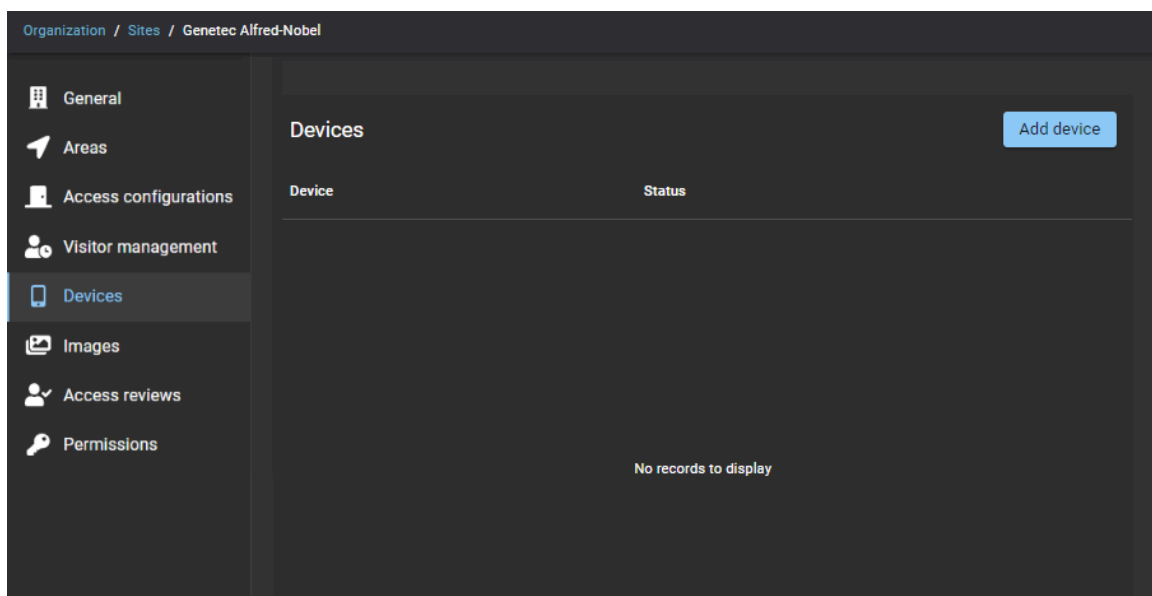 Organization / Sites / Genetec Alfred-Nobel
General
Areas
Access configurations
Visitor management
Devices
Images
Access reviews
Permissions
Devices
Add device
Device Status
No records to display